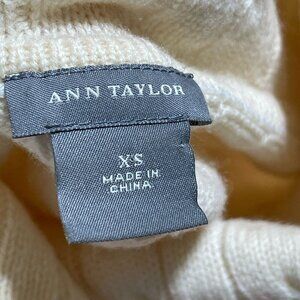 ANN TAYLOR
XS
MADE IN
CHINA